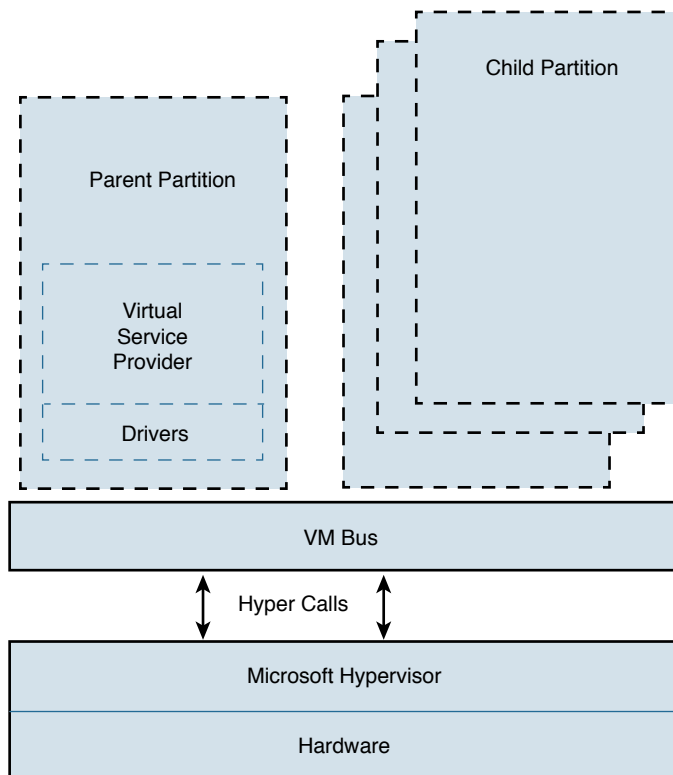 Child Partition
Parent Partition
Virtual
Service
Provider
Drivers
VM Bus
Hyper Calls
Microsoft Hypervisor
Hardware